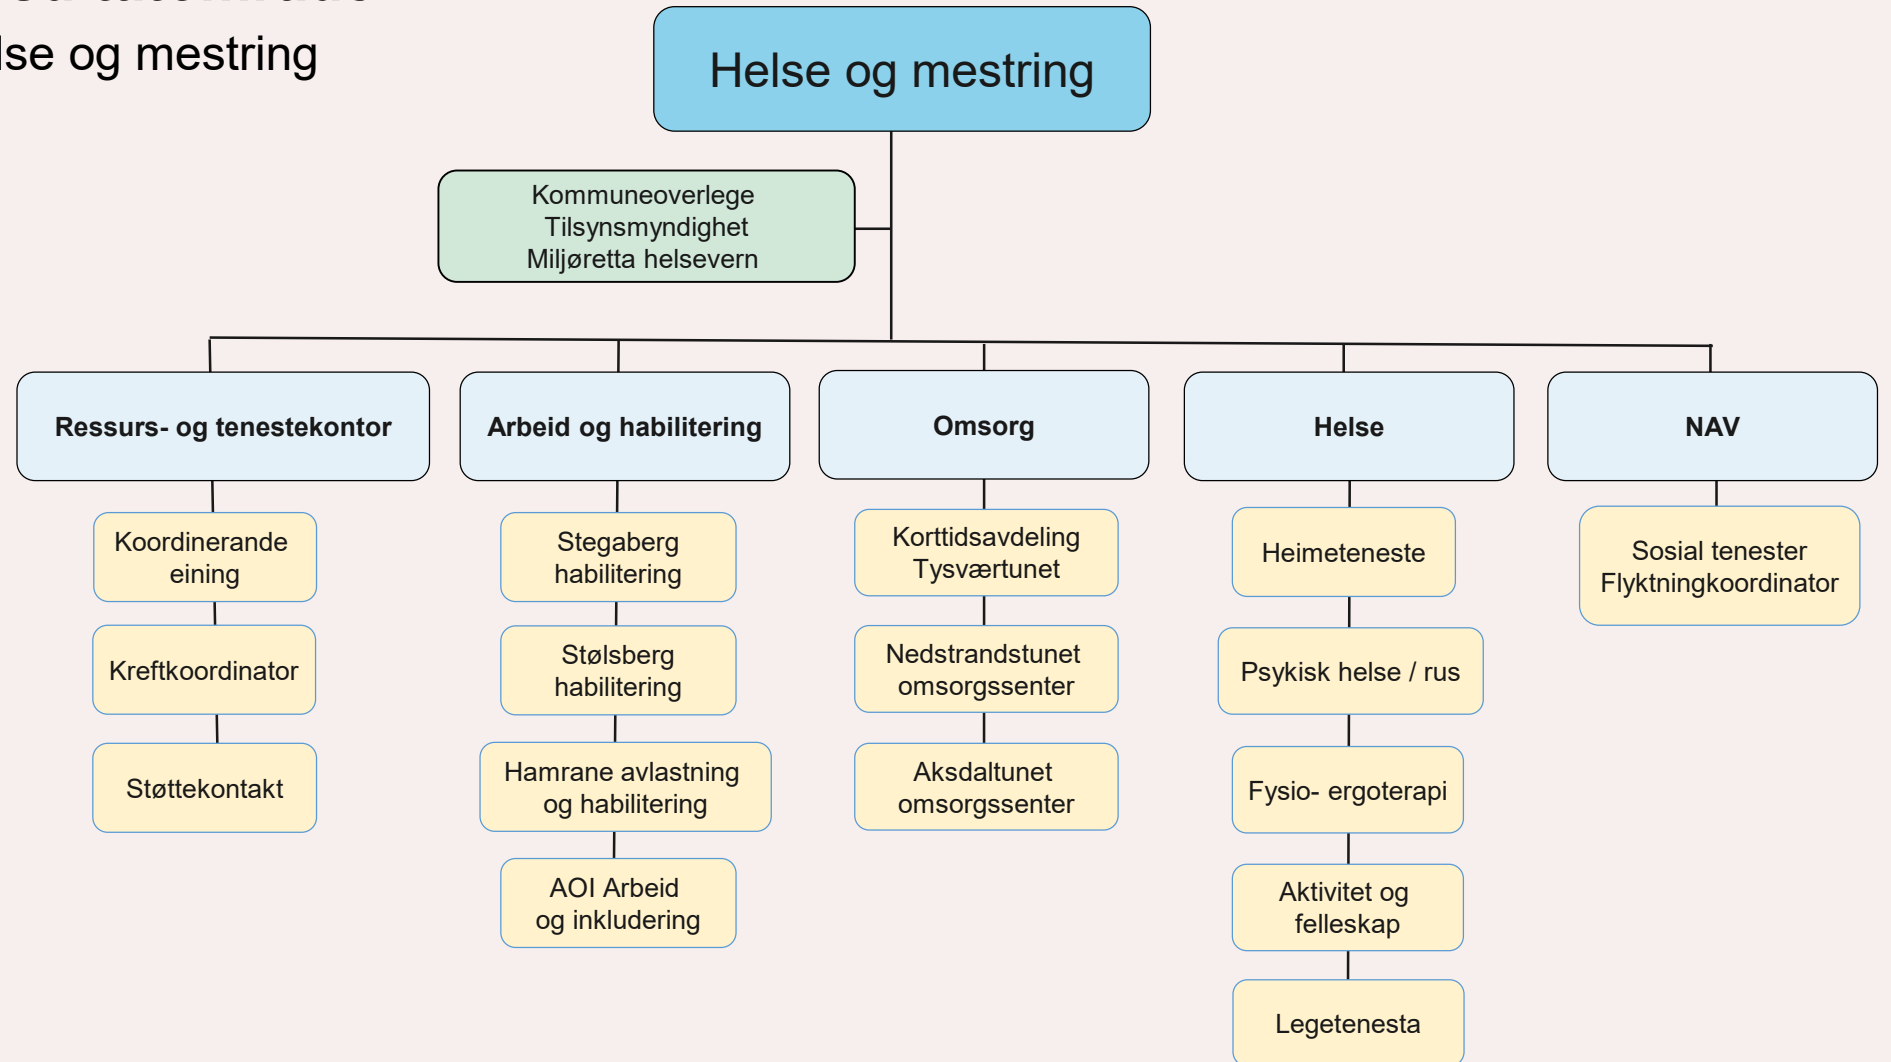 og mestring
Helse og mestring
Kommuneoverlege
Tilsynsmyndighet
Miljøretta helsevern
Ressurs- og tenestekontor
Koordinerande
eining
Kreftkoordinator
Støttekontakt
Arbeid og habilitering
Stegaberg
habilitering
Stølsberg
habilitering
Hamrane avlastning
og habilitering
AOI Arbeid
og inkludering
Omsorg
Korttidsavdeling
Tysværtunet
Nedstrandstunet
omsorgssenter
Aksdaltunet
omsorgssenter
Helse
Heimeteneste
Psykisk helse / rus
Fysio- ergoterapi
Aktivitet og
felleskap
Legetenesta
NAV
Sosial tenester
Flyktningkoordinator